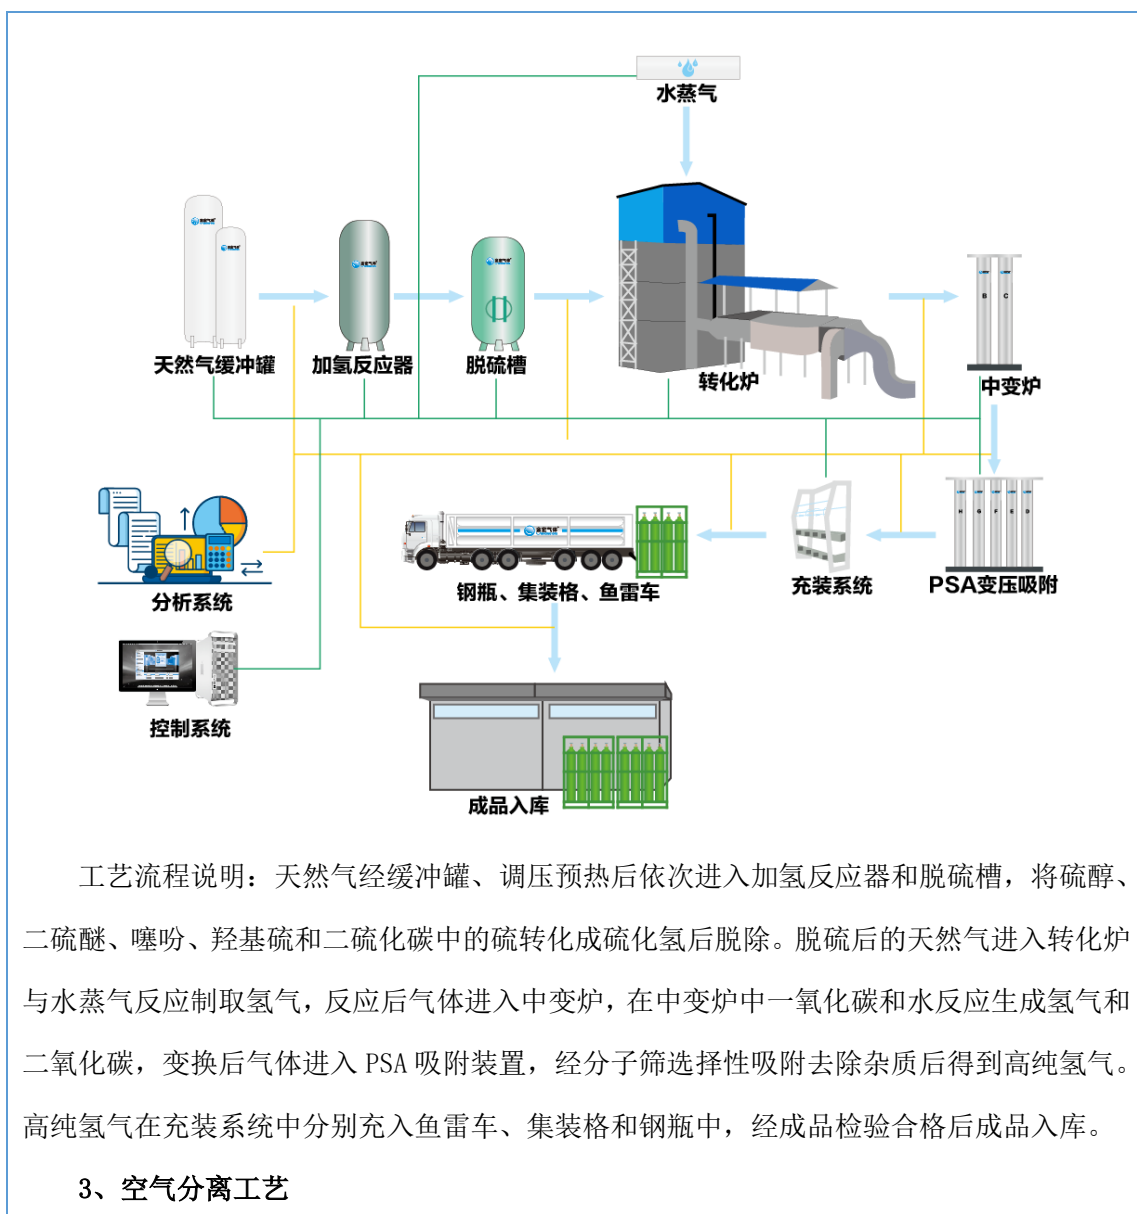 水蒸气
天然气缓冲罐
加氢反应器
脱硫槽
转化炉
B C
中变炉
分析系统
钢瓶、集装格、鱼雷车
充装系统
H G F E D
PSA变压吸附
控制系统
成品入库
工艺流程说明：天然气经缓冲罐、调压预热后依次进入加氢反应器和脱硫槽，将硫醇、
二硫醚、噻吩、羟基硫和二硫化碳中的硫转化成硫化氢后脱除。脱硫后的天然气进入转化炉
与水蒸气反应制取氢气，反应后气体进入中变炉，在中变炉中一氧化碳和水反应生成氢气和
二氧化碳，变换后气体进入 PSA 吸附装置，经分子筛选择性吸附去除杂质后得到高纯氢气。
高纯氢气在充装系统中分别充入鱼雷车、集装格和钢瓶中，经成品检验合格后成品入库。
3、空气分离工艺